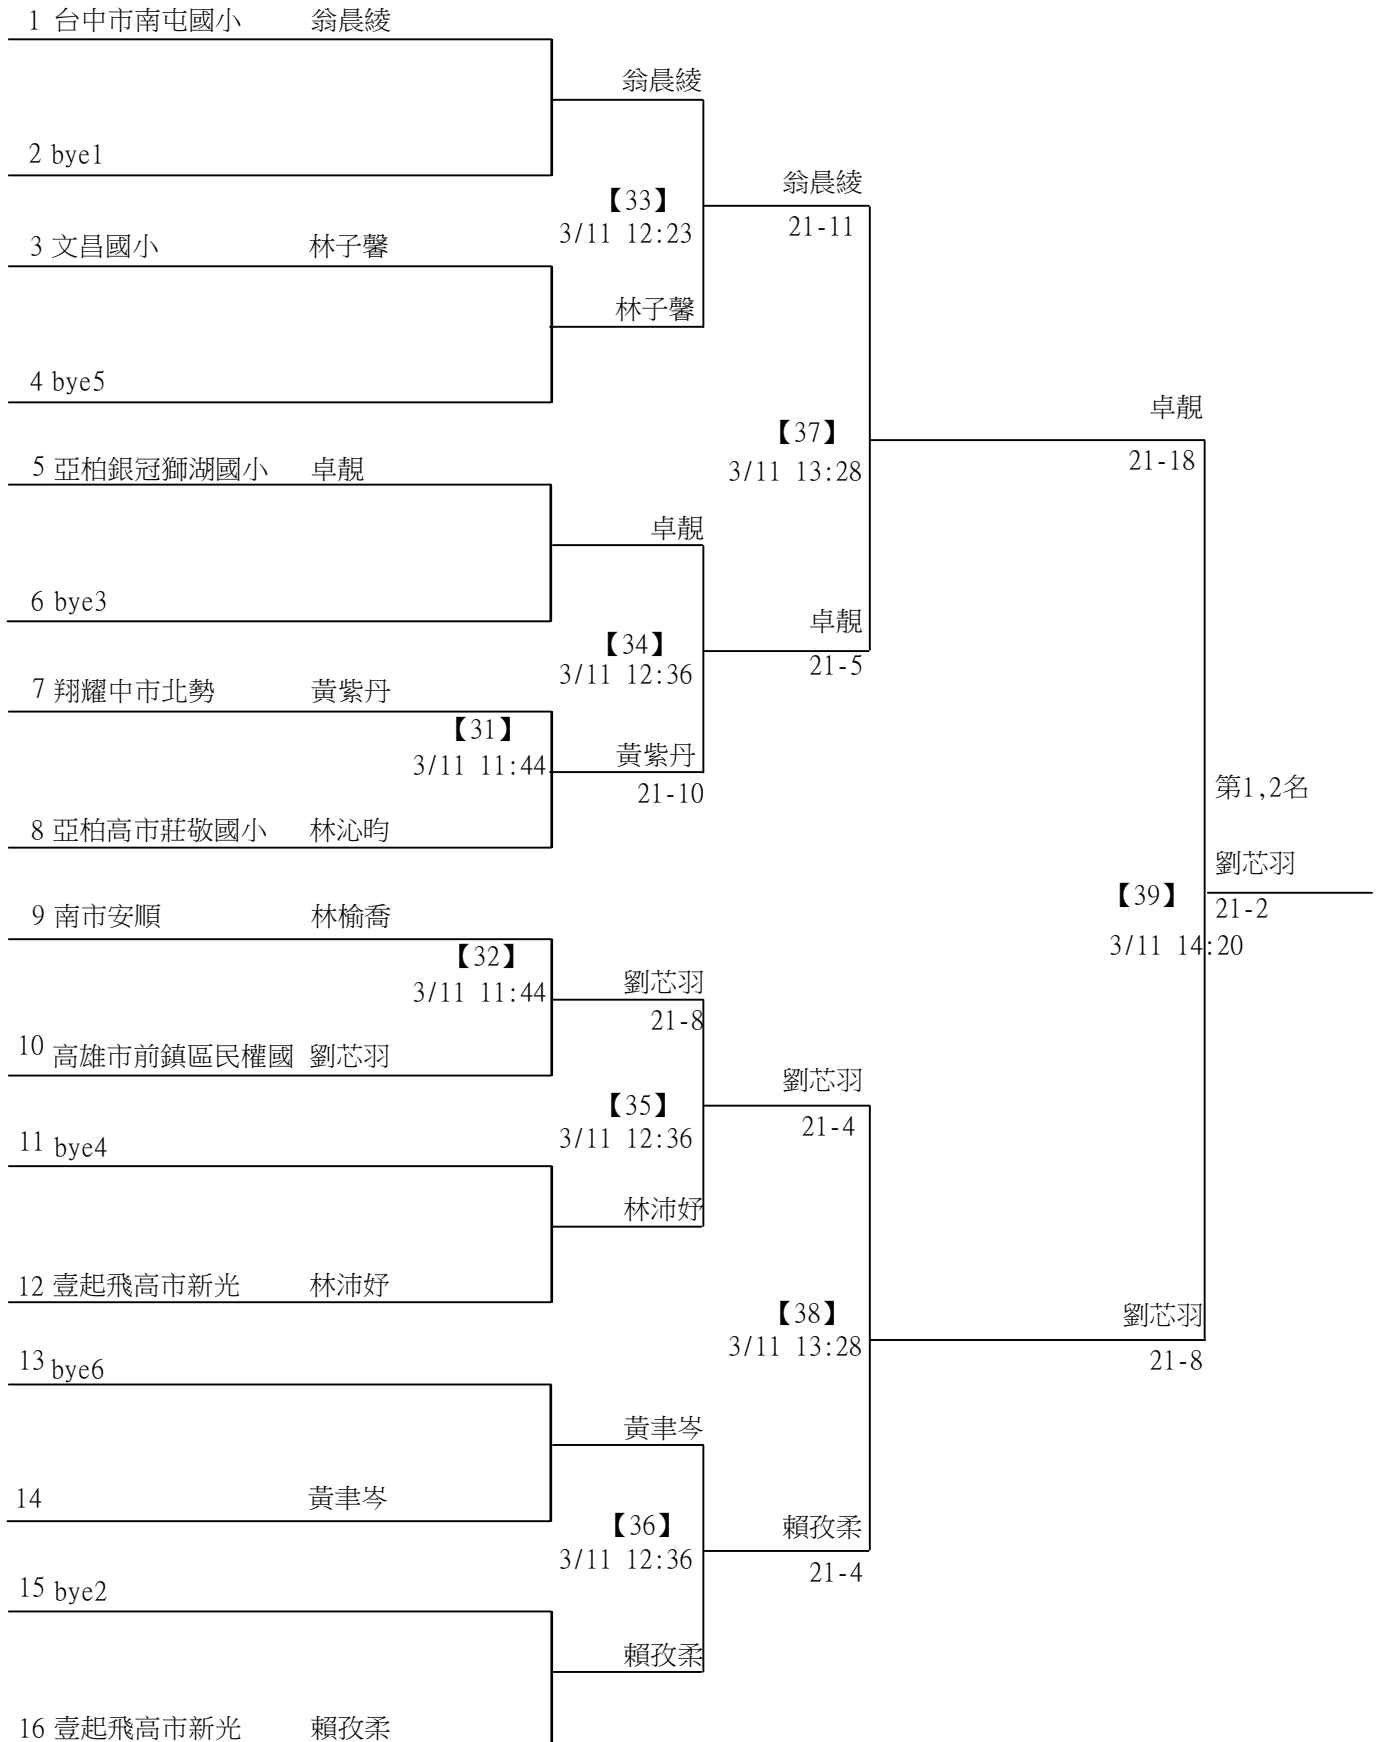 1 台中市南屯國小 翁晨綾
翁晨綾
2 bye1
翁晨綾
【33】
3/11 12:23
21-11
3 文昌國小 林子馨
林子馨
4 bye5
卓靚
【37】
3/11 13:28
21-18
5 亞柏銀冠獅湖國小 卓靚
卓靚
6 bye3
卓靚
【34】
3/11 12:36
21-5
7 翔耀中市北勢 黃紫丹
【31】
3/11 11:44
黃紫丹
21-10
第1,2名
8 亞柏高市莊敬國小 林沁昀
劉芯羽
【39】
21-2
3/11 14:20
9 南市安順 林榆喬
【32】
3/11 11:44
劉芯羽
21-8
10 高雄市前鎮區民權國 劉芯羽
劉芯羽
【35】
3/11 12:36
21-4
11 bye4
林沛妤
12 壹起飛高市新光 林沛妤
【38】
3/11 13:28
劉芯羽
21-8
13 bye6
黃聿岑
14 黃聿岑
【36】
3/11 12:36
賴孜柔
21-4
15 bye2
賴孜柔
16 壹起飛高市新光 賴孜柔